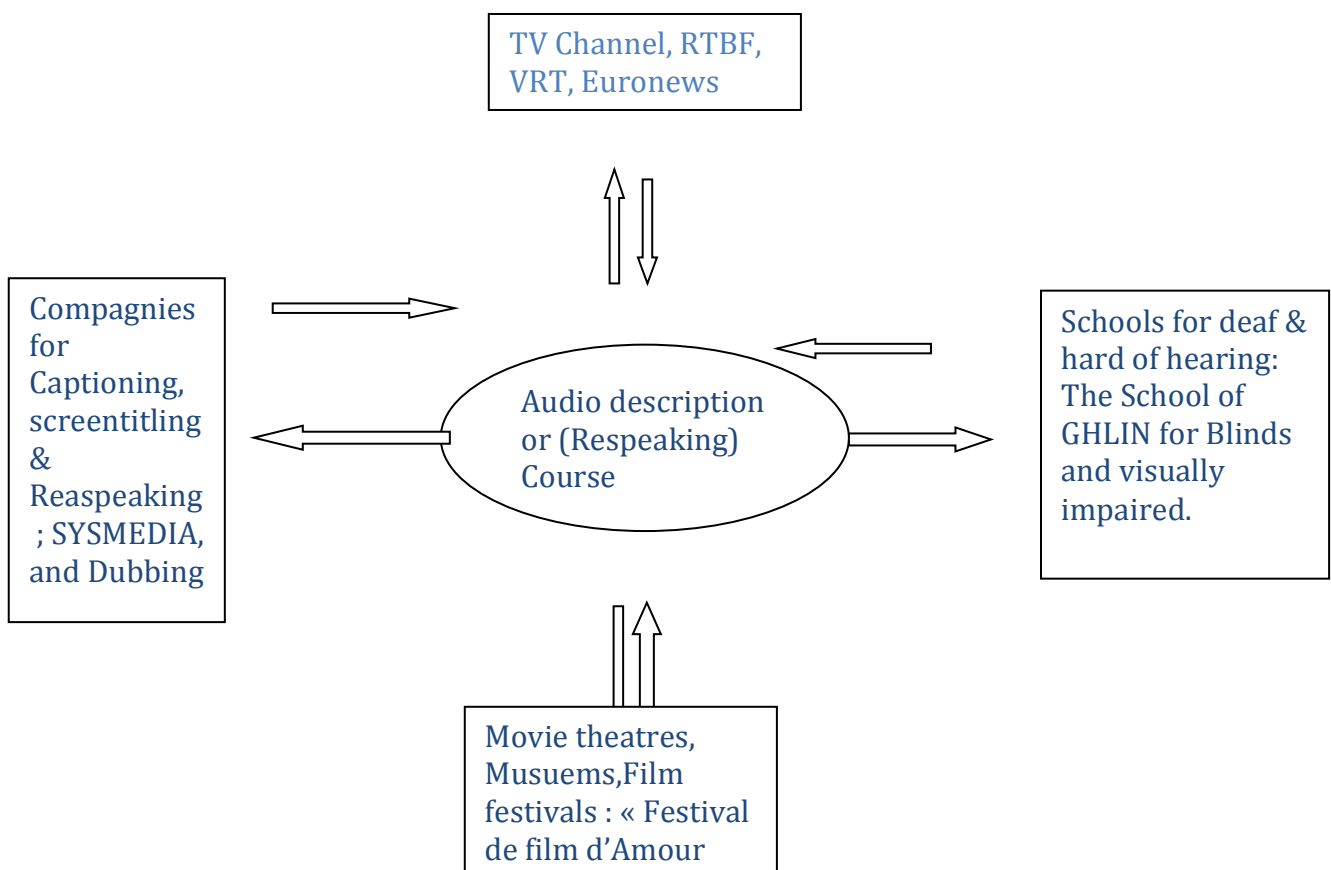 TV Channel, RTBF,
VRT, Euronews
Compagnies
for
Captioning,
screentitling
&
Reaspeaking
; SYSMEDIA,
and Dubbing
Audio description
or (Respeaking)
Course
Schools for deaf &
hard of hearing:
The School of
GHLIN for Blinds
and visually
impaired.
Movie theatres,
Musuems,Film
festivals : « Festival
de film d’Amour